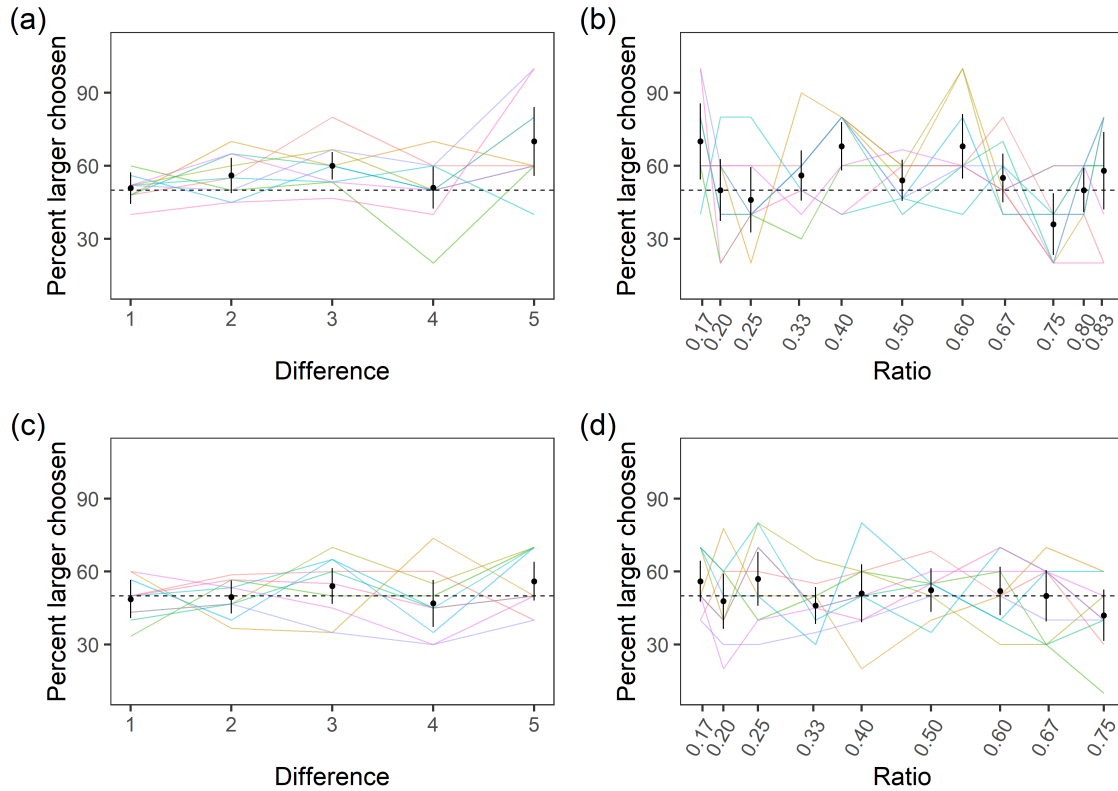 (a)
Percent larger choosen
90
60
30
1 2 3 4 5
Difference
(b)
Percent larger choosen
90
60
30
0.17 0.20 0.25 0.33 0.40 0.50 0.60 0.67 0.75 0.80 0.83
Ratio
(c)
Percent larger choosen
90
60
30
1 2 3 4 5
Difference
(d)
Percent larger choosen
90
60
30
0.17 0.20 0.25 0.33 0.40 0.50 0.60 0.67 0.75
Ratio